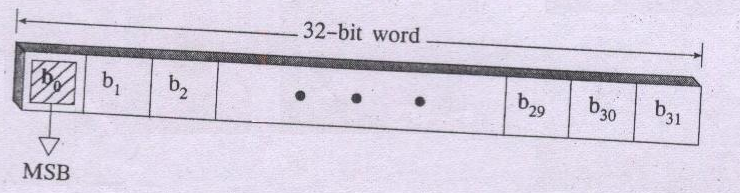 32-bit word
b₀ b₁ b₂ b₂₉ b₃₀ b₃₁
MSB